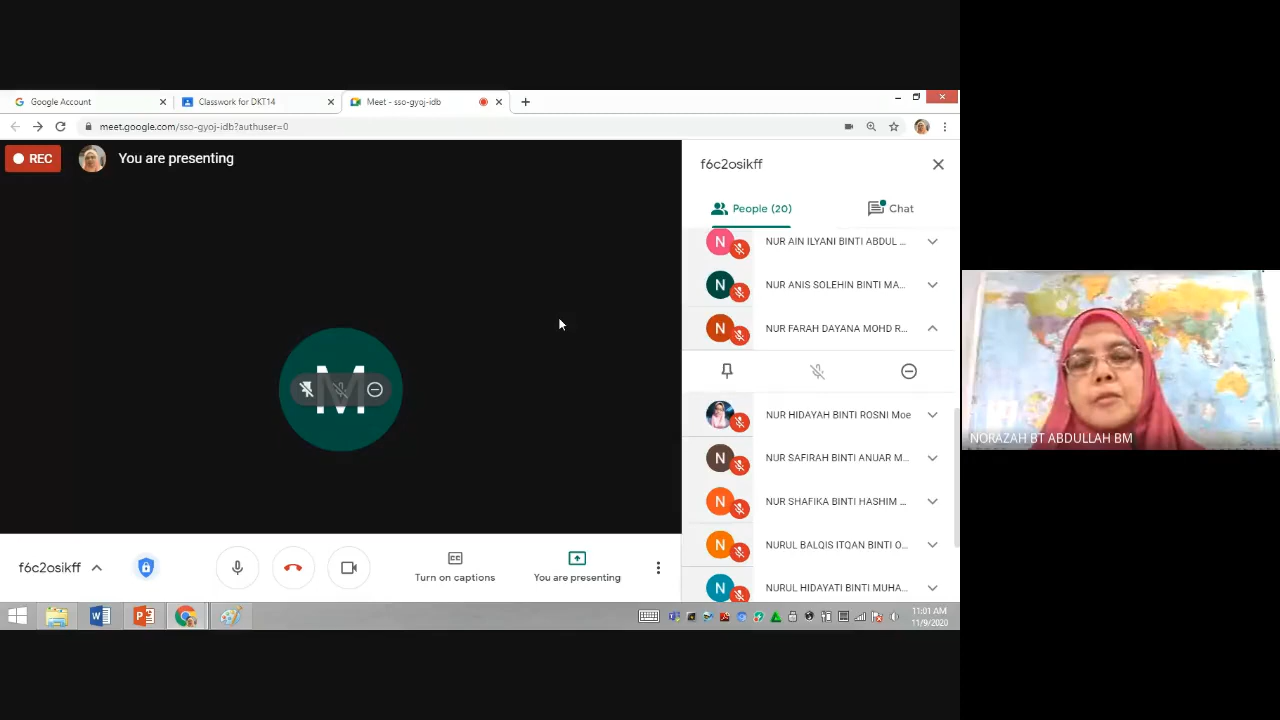 Google Account
Classwork for DKT14
Meet - sso-gyoj-idb
meet.google.com/sso-gyoj-idb?authuser=0
REC
You are presenting
f6c2osikff
People (20)
Chat
N NUR AIN ILYANI BINTI ABDUL ...
N NUR ANIS SOLEHIN BINTI MA...
N NUR FARAH DAYANA MOHD R...
NUR HIDAYAH BINTI ROSNI Moe
N NUR SAFIRAH BINTI ANUAR M...
N NUR SHAFIKA BINTI HASHIM ...
N NURUL BALQIS ITQAN BINTI O...
N NURUL HIDAYATI BINTI MUHA...
M
NORAZAH BT ABDULLAH BM
f6c2osikff
CC
Turn on captions
You are presenting
11:01 AM
11/9/2020